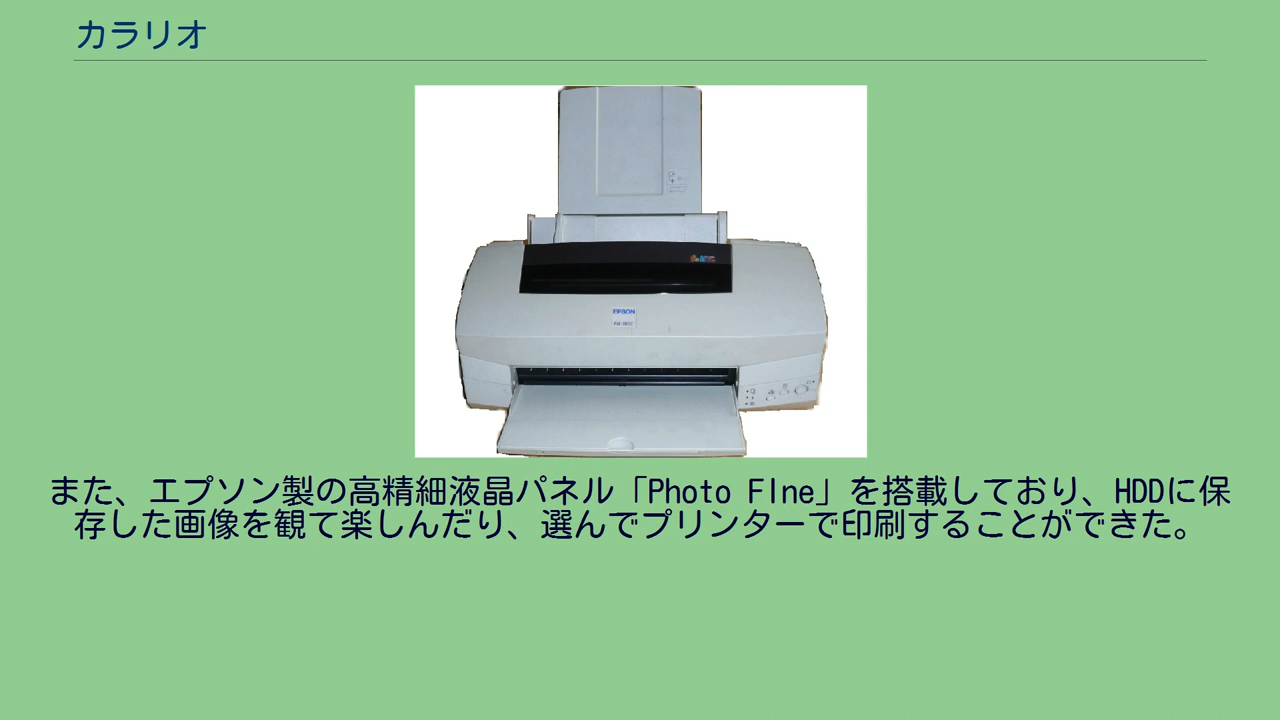 カラリオ
EPSON
また、エプソン製の高精細液晶パネル「Photo FIne」を搭載しており、HDDに保
存した画像を観て楽しんだり、選んでプリンターで印刷することができた。